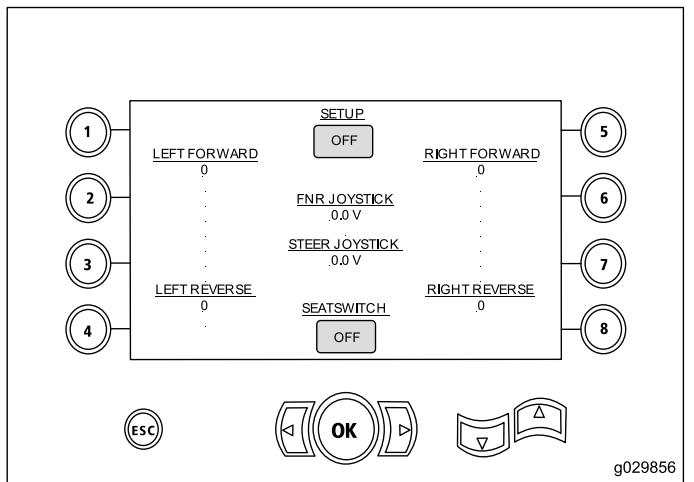 SETUP
OFF
LEFT FORWARD
0
RIGHT FORWARD
0
FNR JOYSTICK
0.0 V
STEER JOYSTICK
0.0 V
LEFT REVERSE
0
RIGHT REVERSE
0
SEATSWITCH
OFF
1
2
3
4
5
6
7
8
ESC
OK
g029856